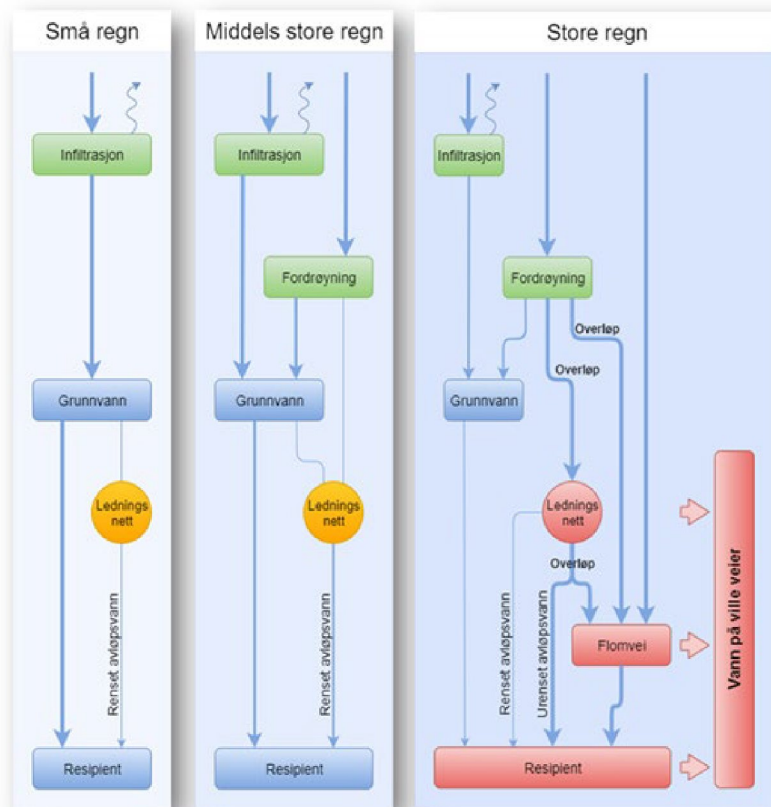 Små regn
Infiltrasjon
Grunnvann
Lednings
nett
Renset avløpsvann
Resipient
Middels store regn
Infiltrasjon
Fordrøyning
Grunnvann
Lednings
nett
Renset avløpsvann
Resipient
Store regn
Infiltrasjon
Fordrøyning
Overløp
Overløp
Grunnvann
Lednings
nett
Overløp
Renset avløpsvann
Urenset avløpsvann
Flomvei
Resipient
Vann på ville veier